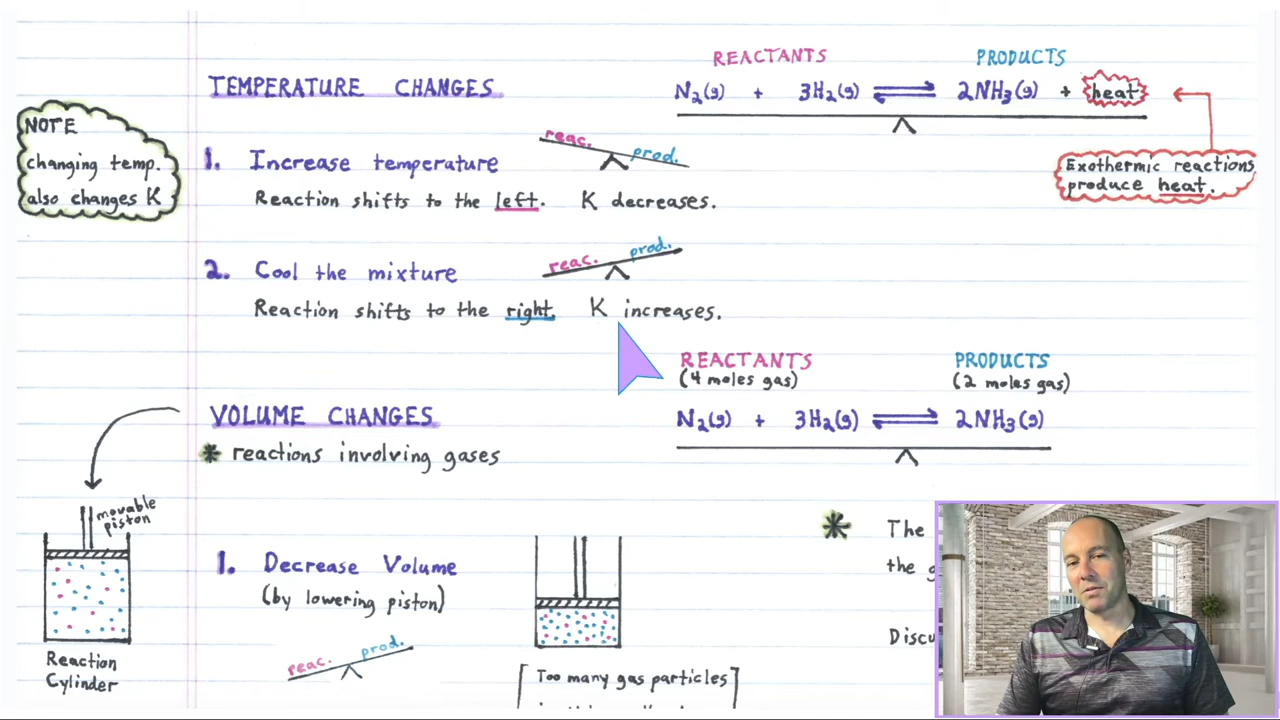 REACTANTS PRODUCTS
TEMPERATURE CHANGES
N₂(g) + 3H₂(g) ⇌ 2NH₃(g) + heat
NOTE
changing temp.
also changes K
reac. prod.
1. Increase temperature
Reaction shifts to the left. K decreases.
Exothermic reactions
produce heat.
reac. prod.
2. Cool the mixture
Reaction shifts to the right. K increases.
REACTANTS PRODUCTS
(4 moles gas) (2 moles gas)
N₂(g) + 3H₂(g) ⇌ 2NH₃(g)
VOLUME CHANGES
* reactions involving gases
movable
piston
Reaction
Cylinder
1. Decrease Volume
(by lowering piston)
reac. prod.
[Too many gas particles]
* The
the
Discu